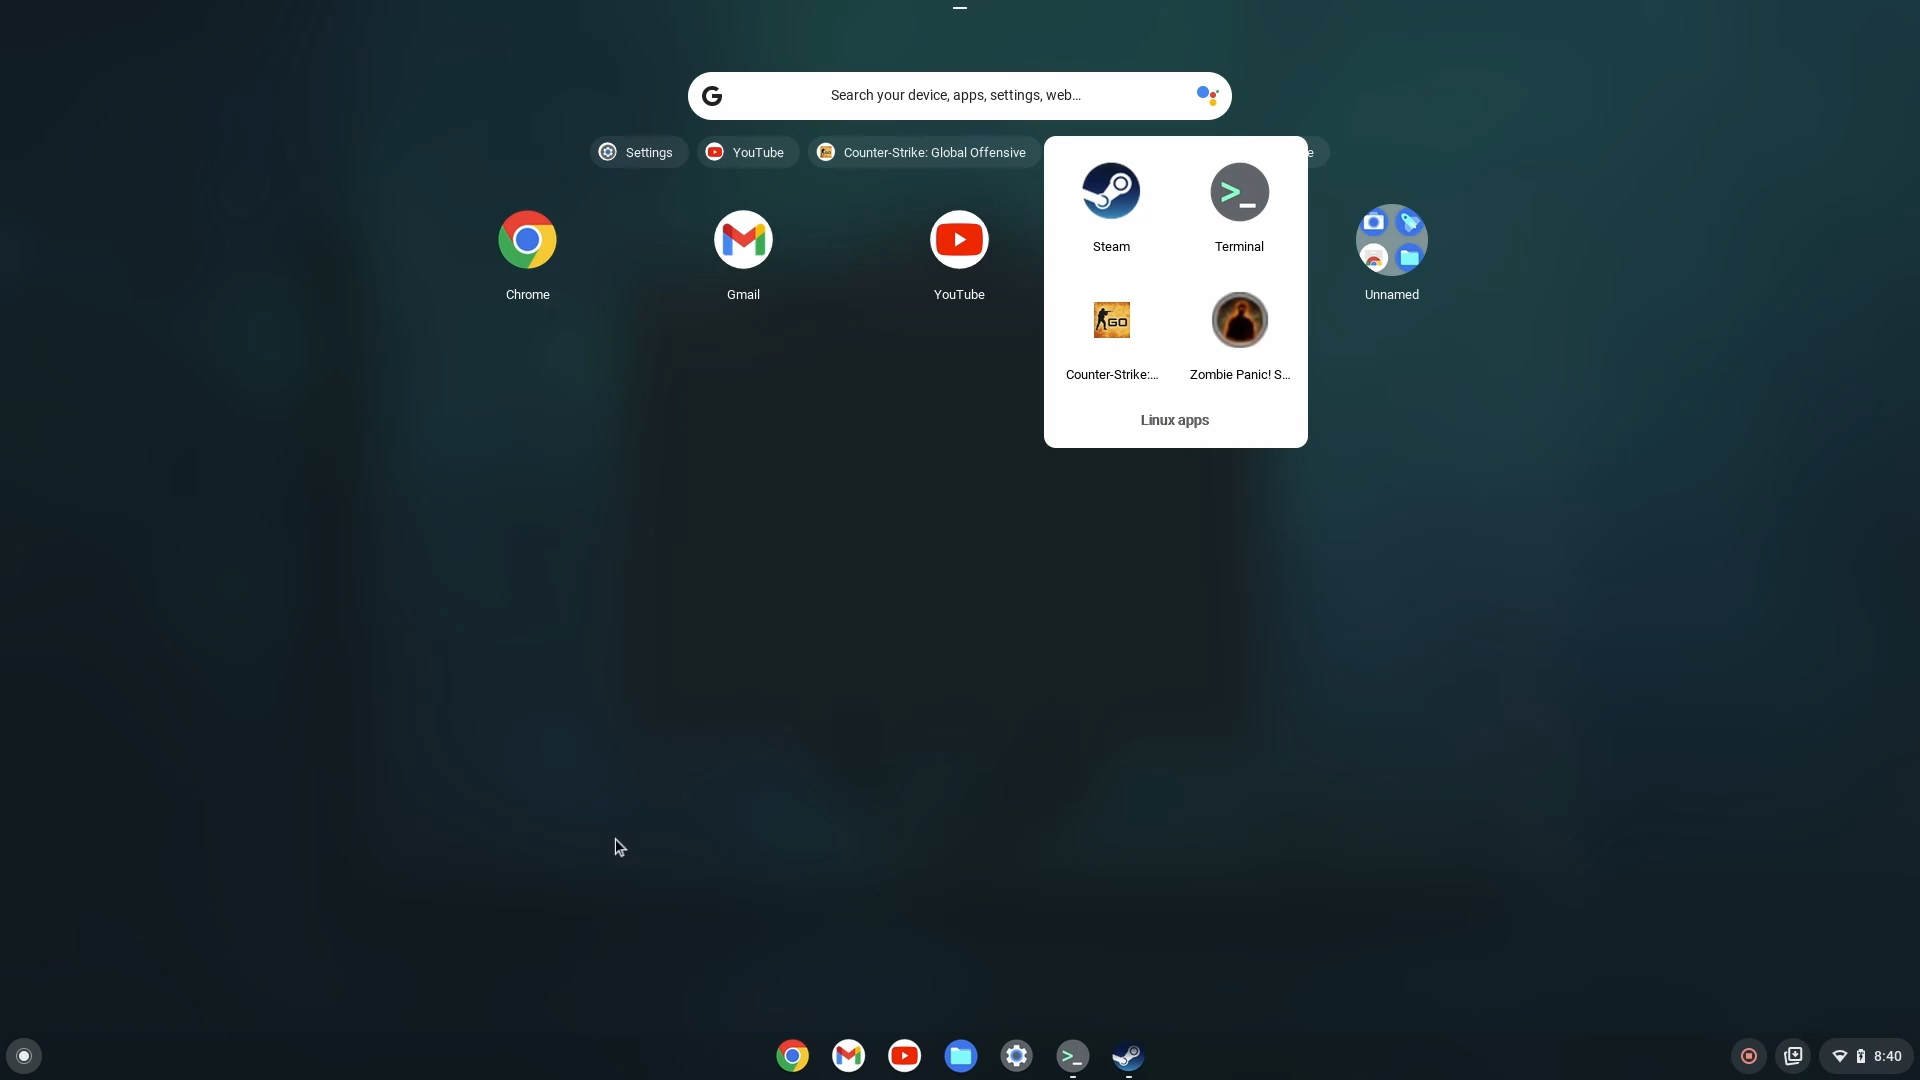 Search your device, apps, settings, web...
Settings
YouTube
Counter-Strike: Global Offensive
e
Steam
Terminal
Chrome
Gmail
YouTube
Unnamed
GO
Counter-Strike:...
Zombie Panic! S...
Linux apps
8:40